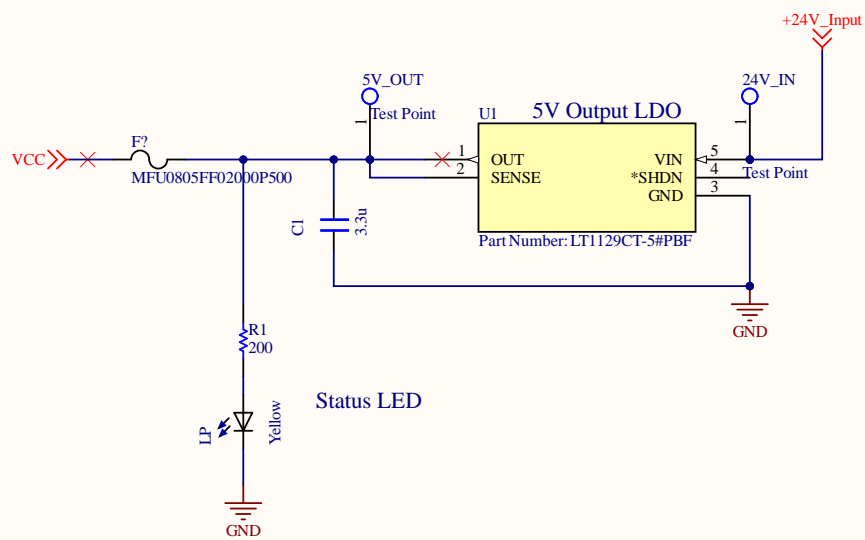 +24V_Input
5V_OUT
24V_IN
1
Test Point
U1
5V Output LDO
1
VCC
F?
MFU0805FF02000P500
1
OUT
VIN
5
2
SENSE
*SHDN
4
Test Point
GND
3
C1
3.3u
Part Number: LT1129CT-5#PBF
GND
R1
200
Status LED
LP
Yellow
GND